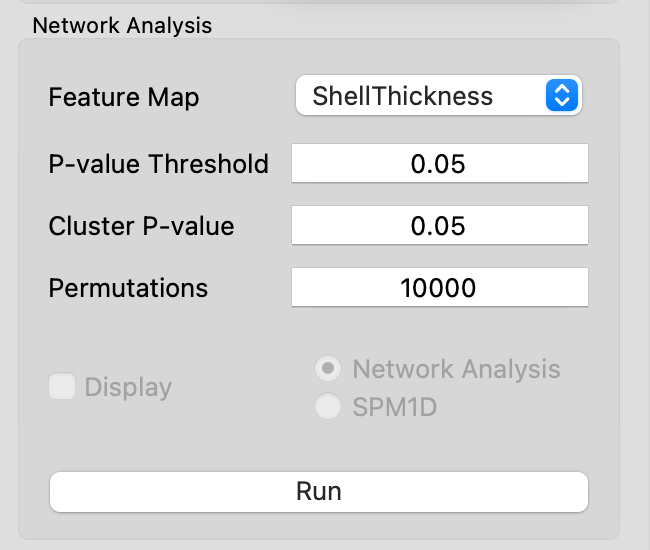 Network Analysis
Feature Map
ShellThickness
P-value Threshold
0.05
Cluster P-value
0.05
Permutations
10000
Display
Network Analysis
SPM1D
Run